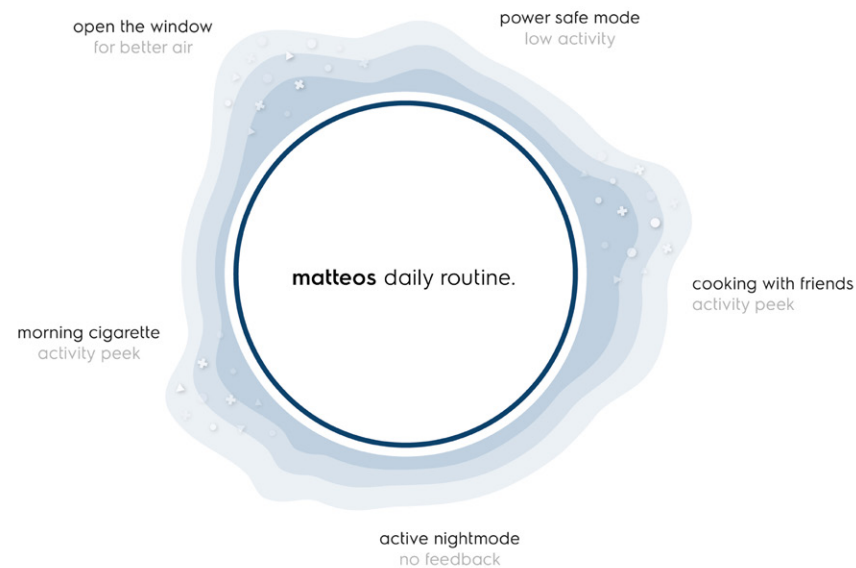 open the window
for better air
power safe mode
low activity
matteos daily routine.
cooking with friends
activity peek
morning cigarette
activity peek
active nightmode
no feedback